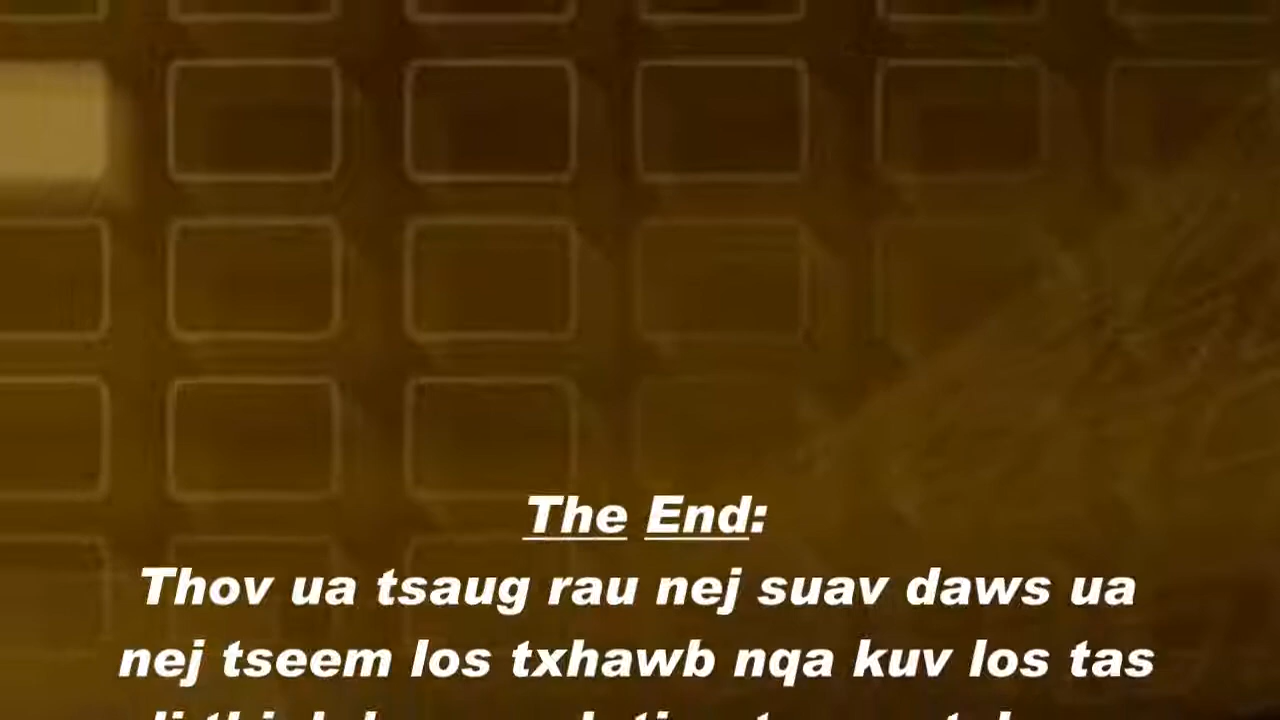 The End:
Thov ua tsaug rau nej suav daws ua
nej tseem los txhawb nqa kuv los tas